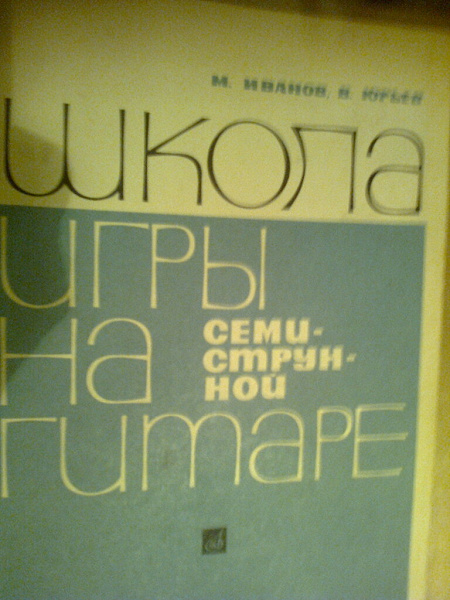 М. ИВАНОВ, В. ЮРЬЕВ
ШКОЛА
ИГРЫ
НА
СЕМИ-
СТРУН-
НОЙ
ГИТАРЕ